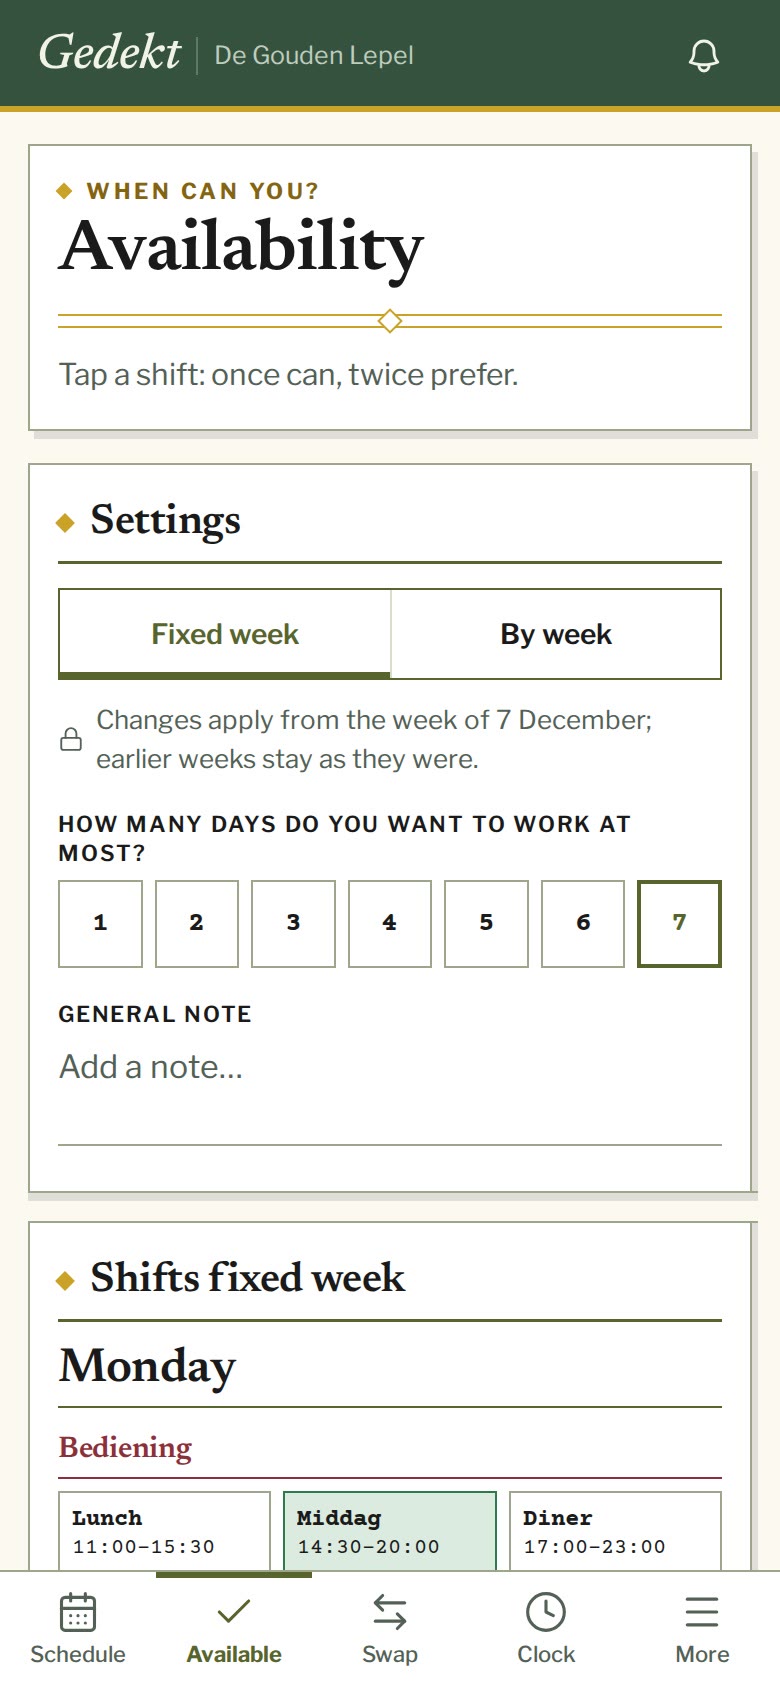 Gedekt
De Gouden Lepel
WHEN CAN YOU?
Availability
Tap a shift: once can, twice prefer.
Settings
Fixed week
By week
Changes apply from the week of 7 December;
earlier weeks stay as they were.
HOW MANY DAYS DO YOU WANT TO WORK AT
MOST?
1
2
3
4
5
6
7
GENERAL NOTE
Add a note...
Shifts fixed week
Monday
Bediening
Lunch
11:00–15:30
Middag
14:30–20:00
Diner
17:00–23:00
Schedule
Available
Swap
Clock
More